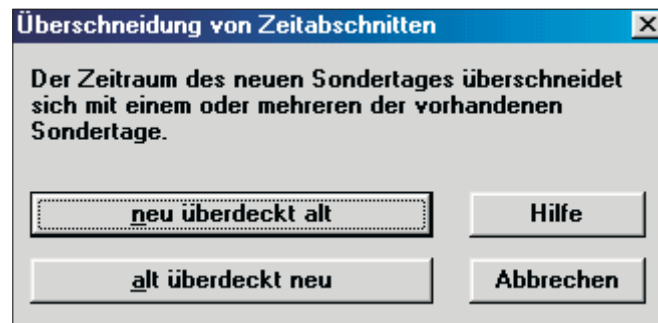 Überschneidung von Zeitabschnitten
Der Zeitraum des neuen Sondertages überschneidet
sich mit einem oder mehreren der vorhandenen
Sondertage.
neu überdeckt alt
Hilfe
alt überdeckt neu
Abbrechen